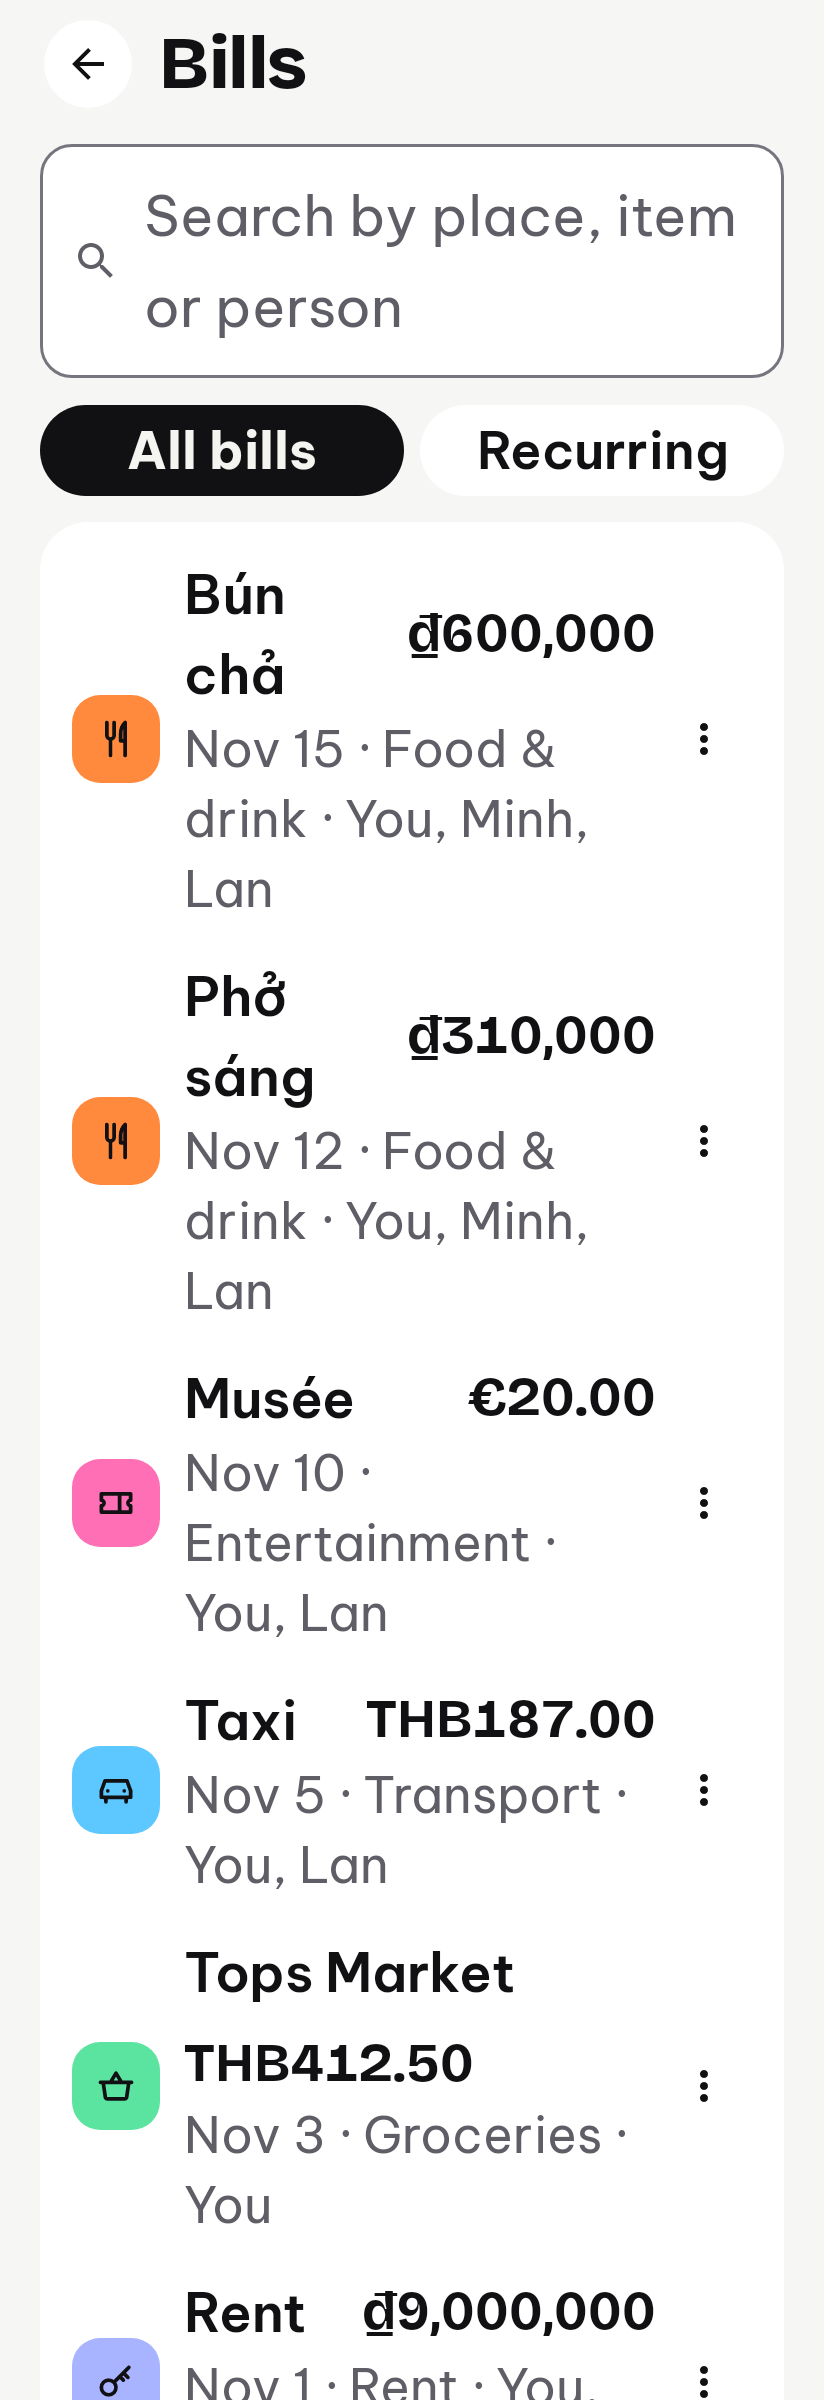 Bills
Search by place, item
or person
All bills
Recurring
Bún
chả
₫600,000
Nov 15 · Food &
drink · You, Minh,
Lan
Phở
sáng
₫310,000
Nov 12 · Food &
drink · You, Minh,
Lan
Musée
€20.00
Nov 10 ·
Entertainment ·
You, Lan
Taxi
THB187.00
Nov 5 · Transport ·
You, Lan
Tops Market
THB412.50
Nov 3 · Groceries ·
You
Rent
₫9,000,000
Nov 1 · Rent · You,